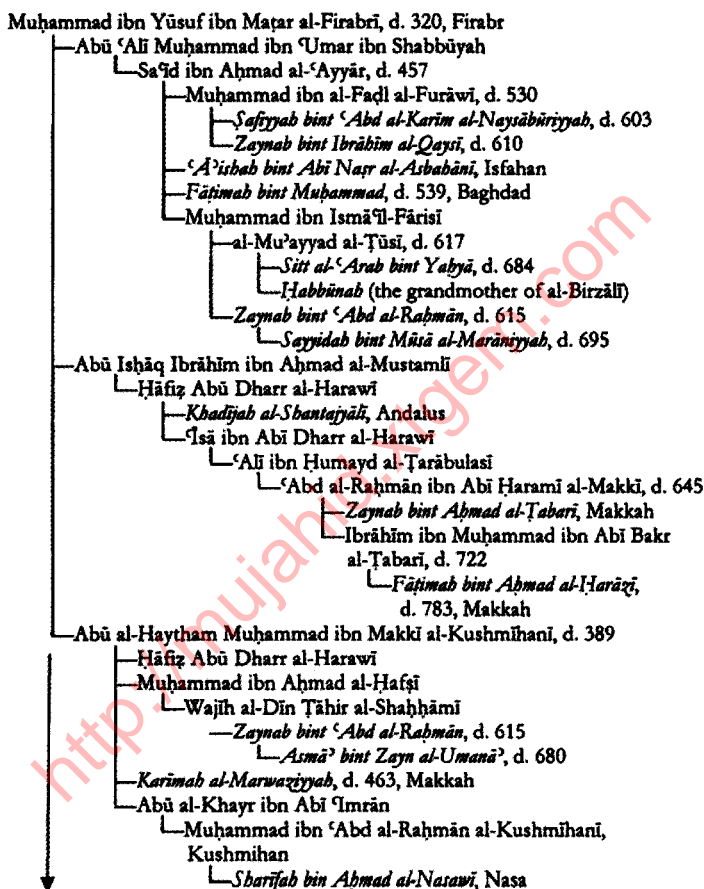 Muḥammad ibn Yūsuf ibn Maṭar al-Firabrī, d. 320, Firabr
Abū ʿAlī Muḥammad ibn ʿUmar ibn Shabbūyah
Saʿīd ibn Aḥmad al-ʿAyyār, d. 457
Muḥammad ibn al-Faḍl al-Furāwī, d. 530
Ṣafiyyah bint ʿAbd al-Karīm al-Naysābūriyyah, d. 603
Zaynab bint Ibrāhīm al-Qaysī, d. 610
ʿĀʾishah bint Abī Naṣr al-Aṣbahānī, Isfahan
Fāṭimah bint Muḥammad, d. 539, Baghdad
Muḥammad ibn Ismāʿīl-Fārisī
al-Muʾayyad al-Ṭūsī, d. 617
Sitt al-ʿArab bint Yaḥyā, d. 684
Ḥabbūnah (the grandmother of al-Birzālī)
Zaynab bint ʿAbd al-Raḥmān, d. 615
Sayyidah bint Mūsā al-Marāniyyah, d. 695
Abū Isḥāq Ibrāhīm ibn Aḥmad al-Mustamlī
Ḥāfiẓ Abū Dharr al-Harawī
Khadījah al-Shantajyālī, Andalus
ʿĪsā ibn Abī Dharr al-Harawī
ʿAlī ibn Ḥumayd al-Ṭarābulasī
ʿAbd al-Raḥmān ibn Abī Ḥaramī al-Makkī, d. 645
Zaynab bint Aḥmad al-Ṭabarī, Makkah
Ibrāhīm ibn Muḥammad ibn Abī Bakr
al-Ṭabarī, d. 722
Fāṭimah bint Aḥmad al-Ḥarāzī,
d. 783, Makkah
Abū al-Haytham Muḥammad ibn Makkī al-Kushmīhanī, d. 389
Ḥāfiẓ Abū Dharr al-Harawī
Muḥammad ibn Aḥmad al-Ḥafṣī
Wajīh al-Dīn Ṭāhir al-Shaḥḥāmī
Zaynab bint ʿAbd al-Raḥmān, d. 615
Asmāʾ bint Zayn al-Umanāʾ, d. 680
Karīmah al-Marwaziyyah, d. 463, Makkah
Abū al-Khayr ibn Abī ʿImrān
Muḥammad ibn ʿAbd al-Raḥmān al-Kushmīhanī,
Kushmihan
Sharīfah bin Aḥmad al-Nasawī, Nasa
http://mujahid.xtgem.com